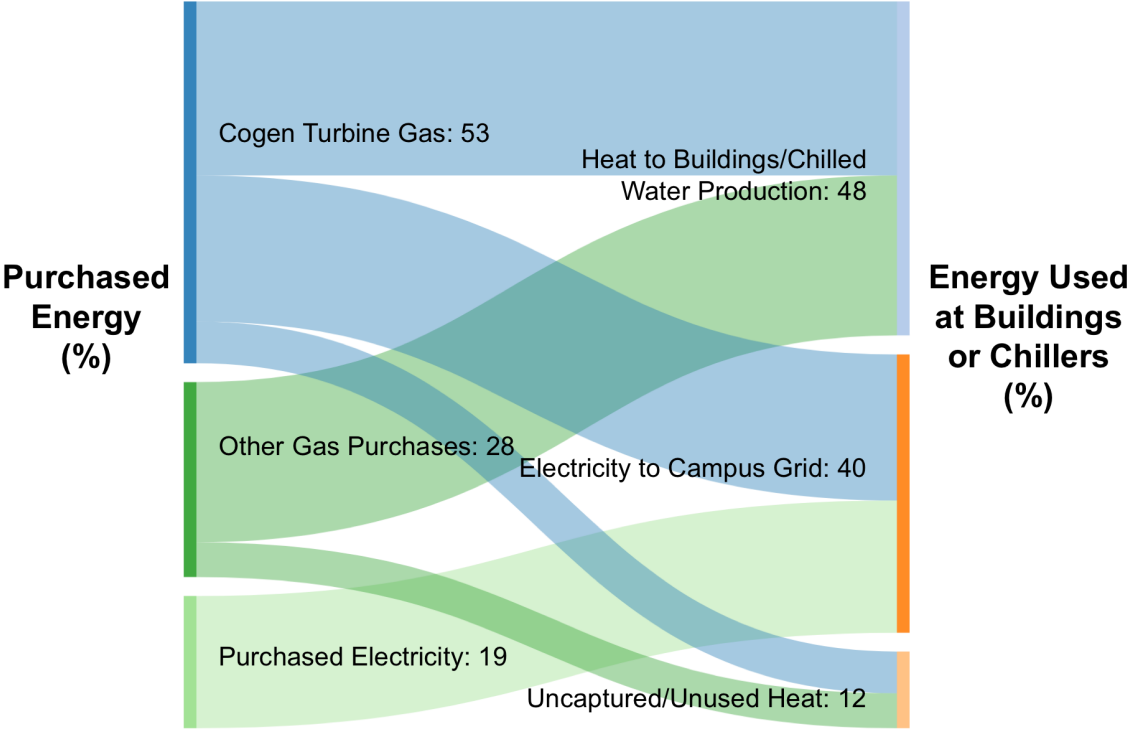 Purchased
Energy
(%)
Cogen Turbine Gas: 53
Other Gas Purchases: 28
Purchased Electricity: 19
Heat to Buildings/Chilled
Water Production: 48
Electricity to Campus Grid: 40
Uncaptured/Unused Heat: 12
Energy Used
at Buildings
or Chillers
(%)